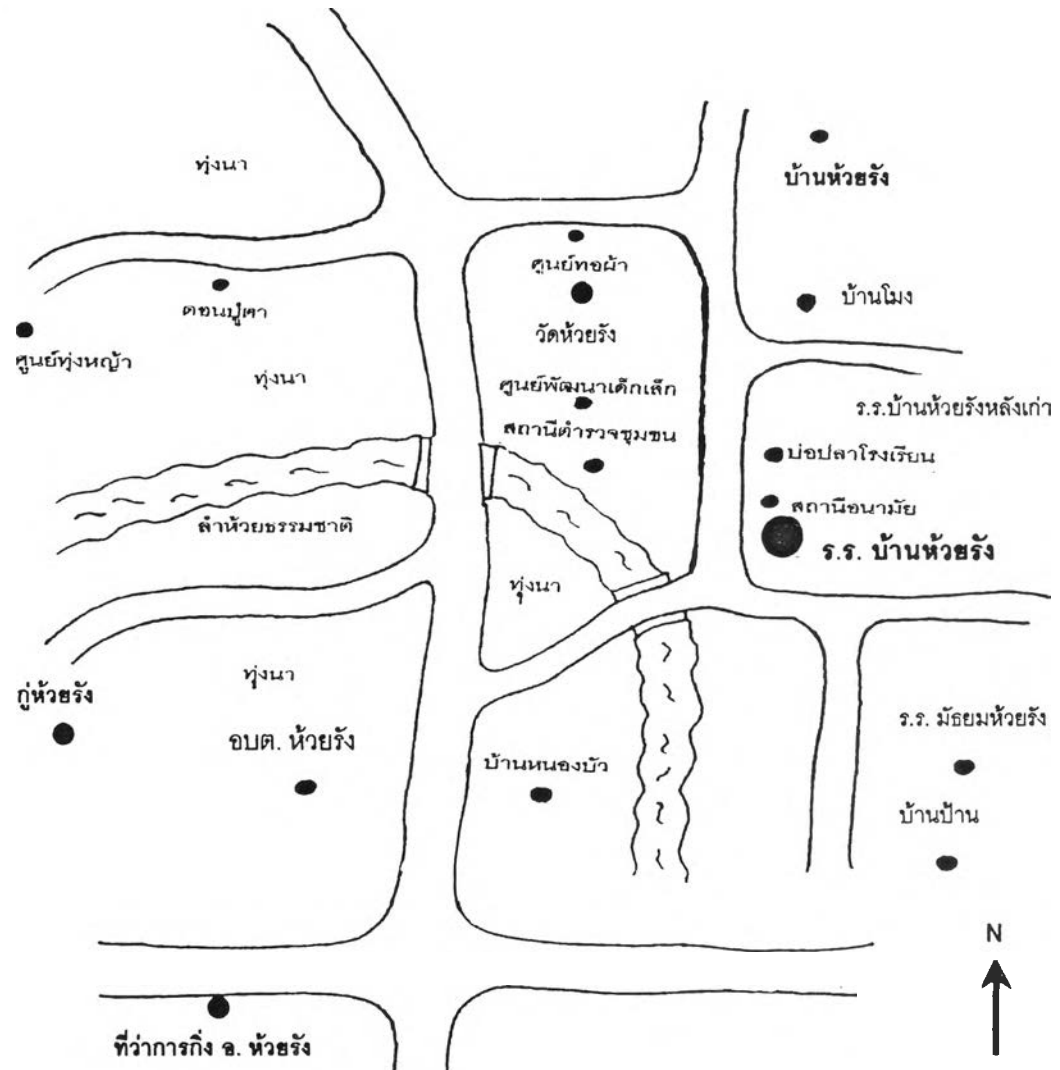 ทุ่งนา
บ้านห้วยรัง
ศูนย์ทอผ้า
ดอนปู่ตา
บ้านโมง
วัดห้วยรัง
ศูนย์ทุ่งหญ้า
ทุ่งนา
ศูนย์พัฒนาเด็กเล็ก
ร.ร.บ้านห้วยรังหลังเก่า
สถานีตำรวจชุมชน
บ่อปลาโรงเรียน
สถานีอนามัย
ลำห้วยธรรมชาติ
ร.ร. บ้านห้วยรัง
ทุ่งนา
ทุ่งนา
กู่ห้วยรัง
ร.ร. มัธยมห้วยรัง
อบต. ห้วยรัง
บ้านหนองบัว
บ้านป้าน
N
ที่ว่าการกิ่ง อ. ห้วยรัง